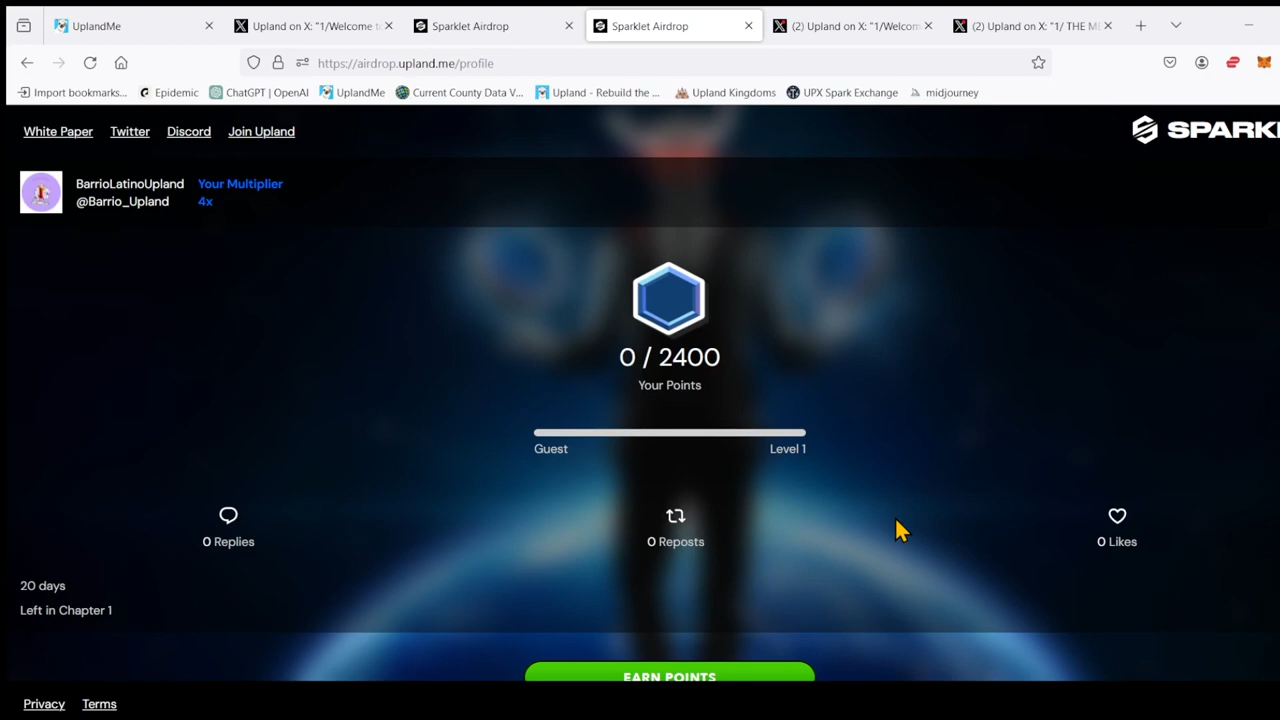 UplandMe
Upland on X: "1/Welcome t
Sparklet Airdrop
Sparklet Airdrop
(2) Upland on X: "1/Welcom
(2) Upland on X: "1/ THE M
https://airdrop.upland.me/profile
Import bookmarks...
Epidemic
ChatGPT | OpenAI
UplandMe
Current County Data V...
Upland - Rebuild the ...
Upland Kingdoms
UPX Spark Exchange
midjourney
White Paper
Twitter
Discord
Join Upland
SPARK
BarrioLatinoUpland
Your Multiplier
@Barrio_Upland
4x
0 / 2400
Your Points
Guest
Level 1
0 Replies
0 Reposts
0 Likes
20 days
Left in Chapter 1
EARN POINTS
Privacy
Terms